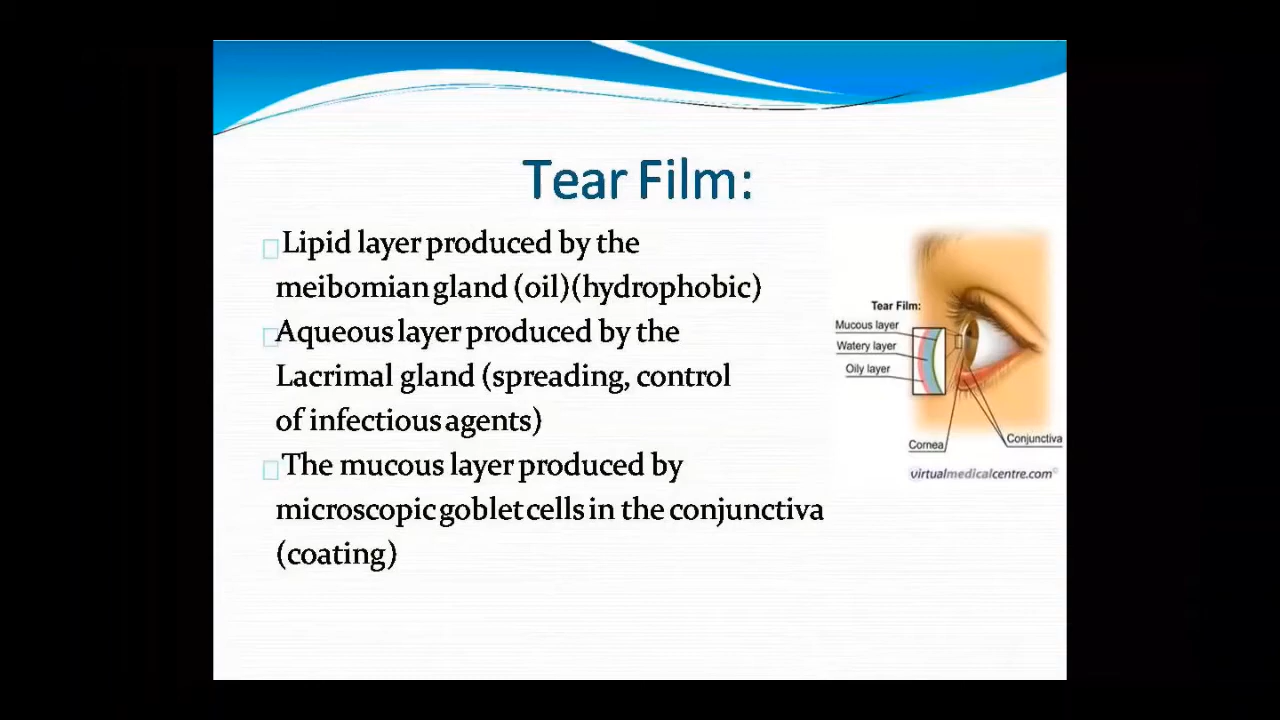 Tear Film:
Lipid layer produced by the
meibomian gland (oil)(hydrophobic)
Aqueous layer produced by the
Lacrimal gland (spreading, control
of infectious agents)
The mucous layer produced by
microscopic goblet cells in the conjunctiva
(coating)
Tear Film:
Mucous layer
Watery layer
Oily layer
Cornea
Conjunctiva
virtualmedicalcentre.com©